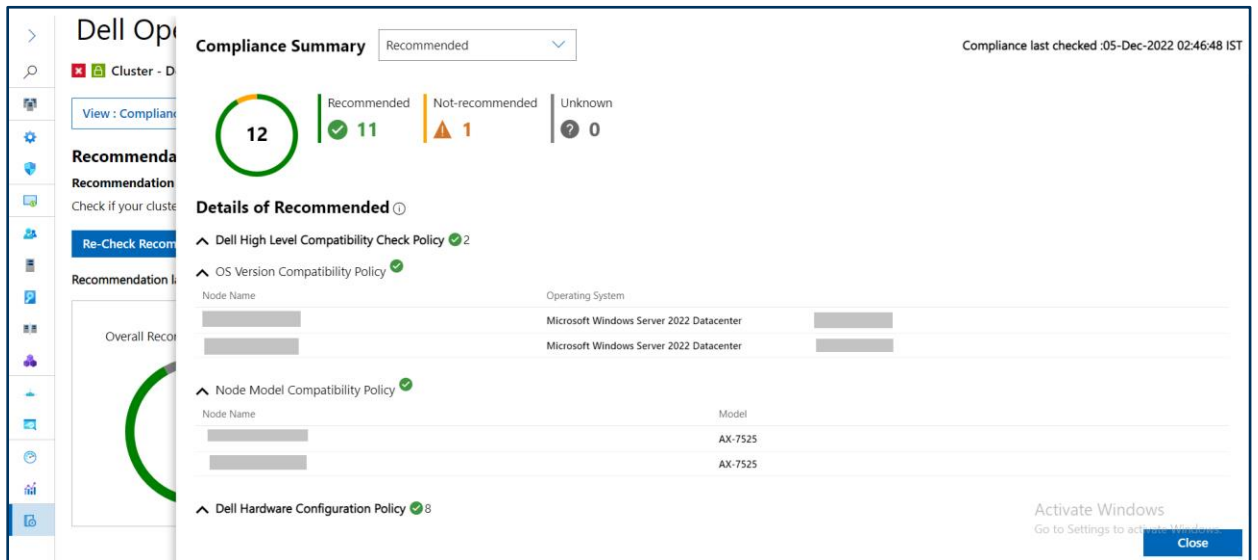 Dell Ope
Cluster - D
View : Complianc
Recommenda
Recommendation
Check if your cluste
Re-Check Recom
Recommendation la
Overall Recor
Compliance Summary Recommended
Compliance last checked :05-Dec-2022 02:46:48 IST
12
Recommended Not-recommended Unknown
11 1 0
Details of Recommended
Dell High Level Compatibility Check Policy 2
OS Version Compatibility Policy
Node Name Operating System
Microsoft Windows Server 2022 Datacenter
Microsoft Windows Server 2022 Datacenter
Node Model Compatibility Policy
Node Name Model
AX-7525
AX-7525
Dell Hardware Configuration Policy 8
Activate Windows
Go to Settings to activate Windows.
Close